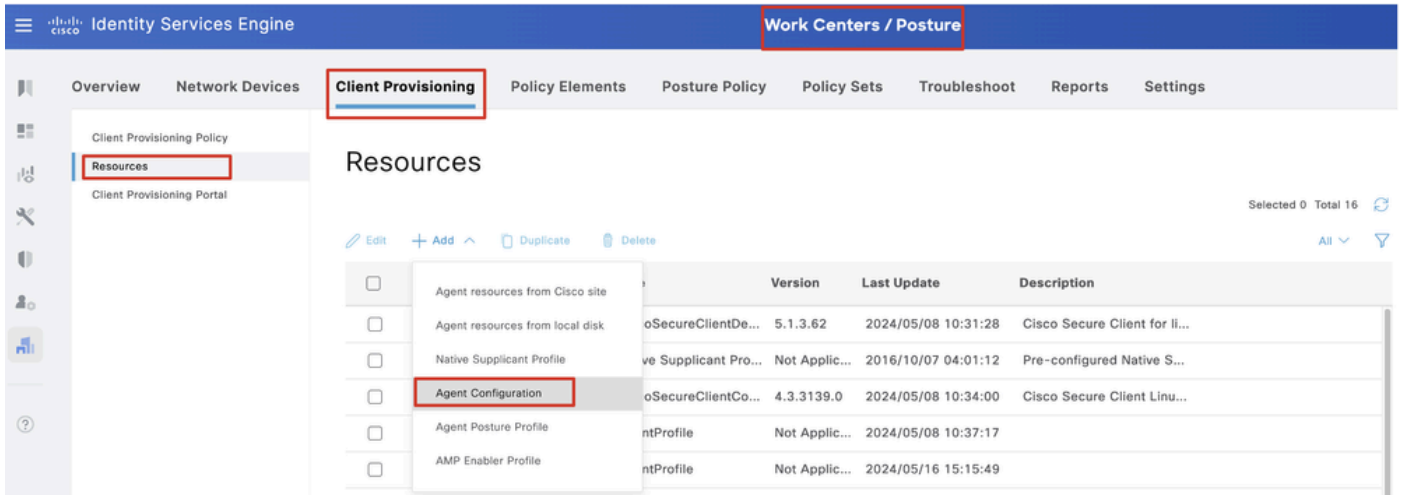 cisco Identity Services Engine Work Centers / Posture
Overview Network Devices Client Provisioning Policy Elements Posture Policy Policy Sets Troubleshoot Reports Settings
Client Provisioning Policy
Resources
Client Provisioning Portal
Resources
Selected 0 Total 16
Edit + Add Duplicate Delete All
Version Last Update Description
Agent resources from Cisco site
Agent resources from local disk
Native Supplicant Profile
Agent Configuration
Agent Posture Profile
AMP Enabler Profile
oSecureClientDe... 5.1.3.62 2024/05/08 10:31:28 Cisco Secure Client for li...
ve Supplicant Pro... Not Applic... 2016/10/07 04:01:12 Pre-configured Native S...
oSecureClientCo... 4.3.3139.0 2024/05/08 10:34:00 Cisco Secure Client Linu...
ntProfile Not Applic... 2024/05/08 10:37:17
ntProfile Not Applic... 2024/05/16 15:15:49